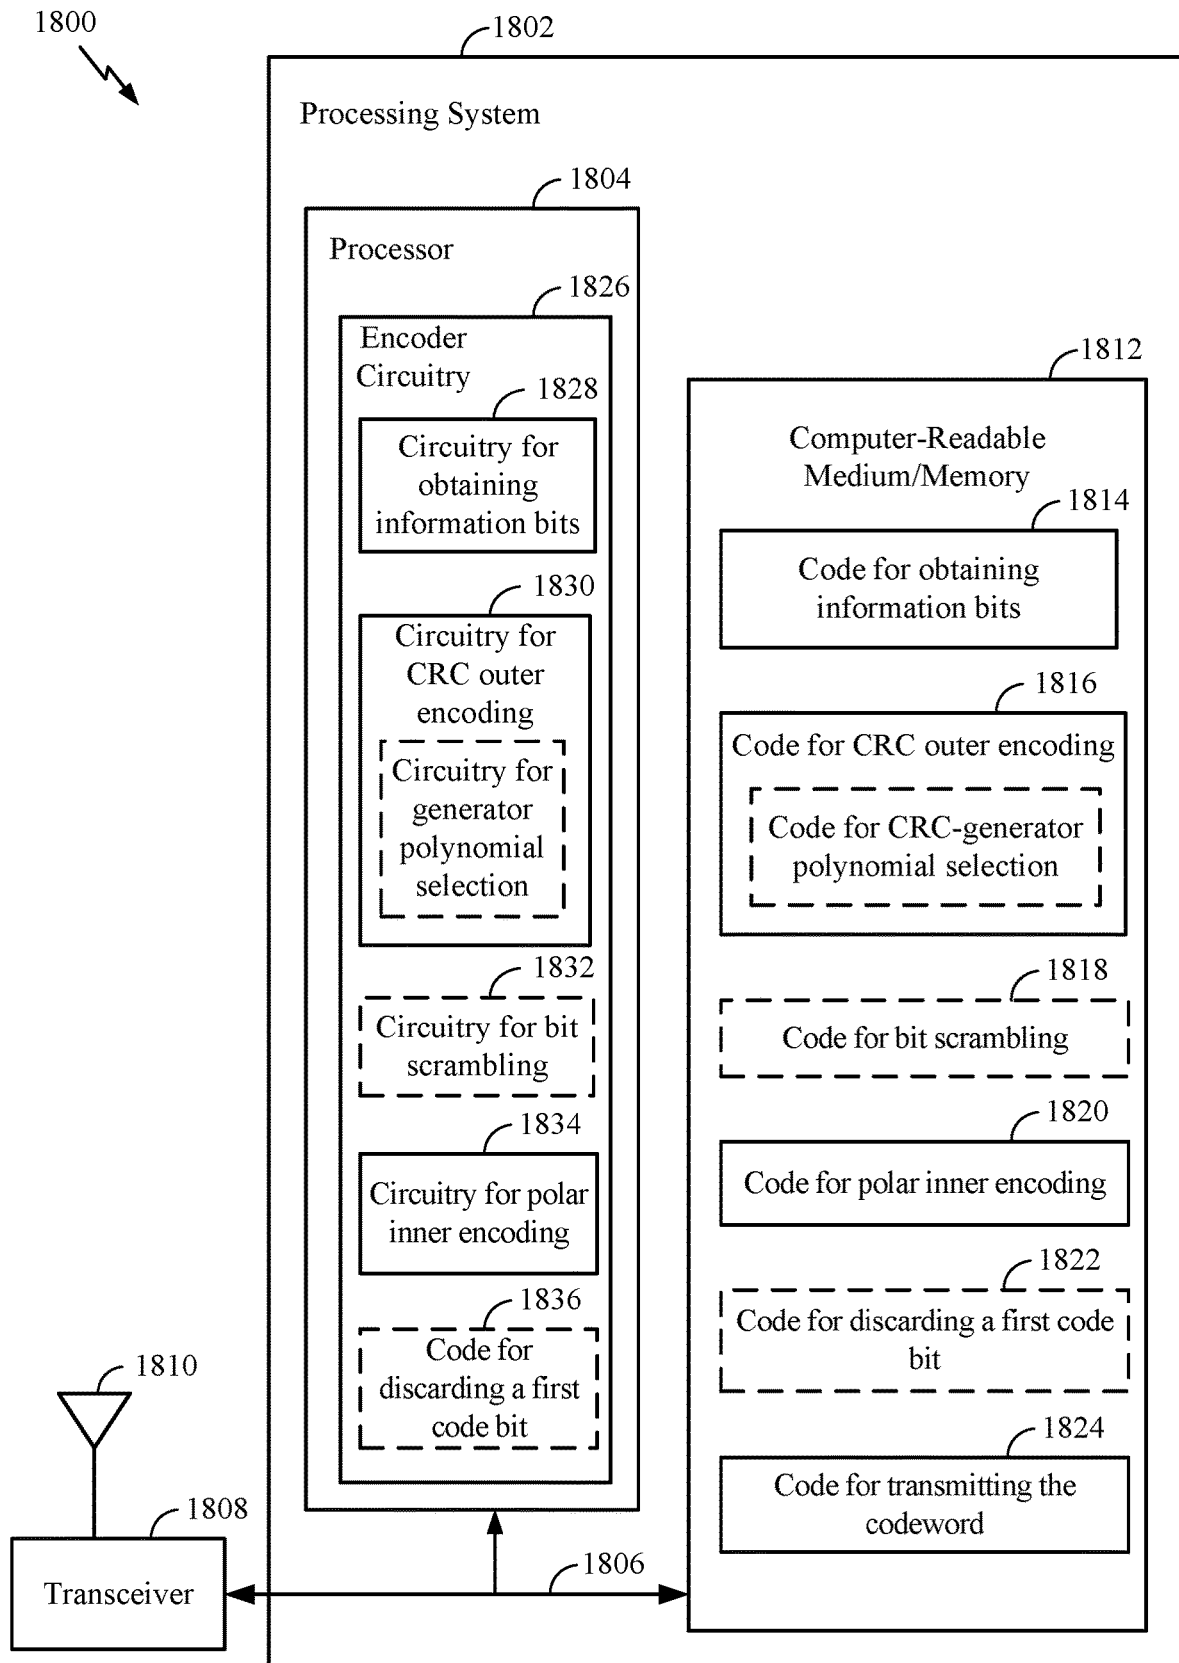 1800
1802
Processing System
1804
Processor
1826
Encoder
Circuitry
1828
Circuitry for
obtaining
information bits
1830
Circuitry for
CRC outer
encoding
Circuitry for
generator
polynomial
selection
1832
Circuitry for bit
scrambling
1834
Circuitry for polar
inner encoding
1836
Code for
discarding a first
code bit
1812
Computer-Readable
Medium/Memory
1814
Code for obtaining
information bits
1816
Code for CRC outer encoding
Code for CRC-generator
polynomial selection
1818
Code for bit scrambling
1820
Code for polar inner encoding
1822
Code for discarding a first code
bit
1824
Code for transmitting the
codeword
1810
1808
Transceiver
1806